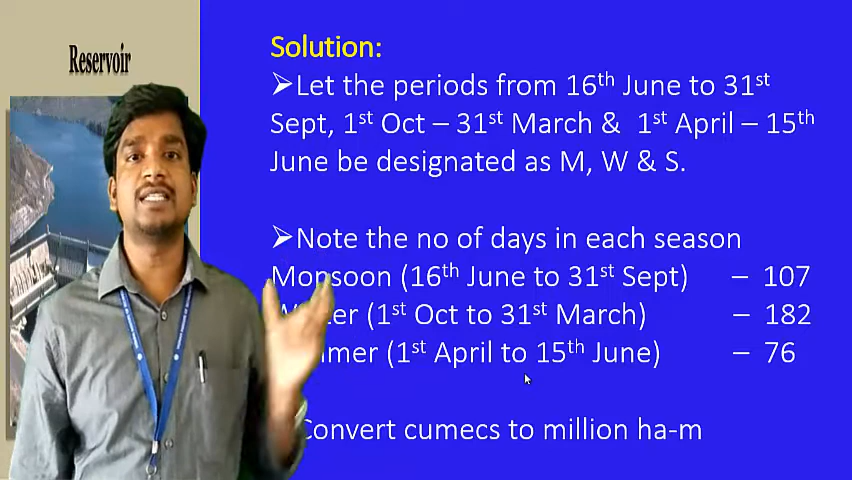 Reservoir
Solution:
➢Let the periods from 16th June to 31st
Sept, 1st Oct – 31st March & 1st April – 15th
June be designated as M, W & S.
➢Note the no of days in each season
Monsoon (16th June to 31st Sept) – 107
(1st Oct to 31st March) – 182
(1st April to 15th June) – 76
Convert cumecs to million ha-m